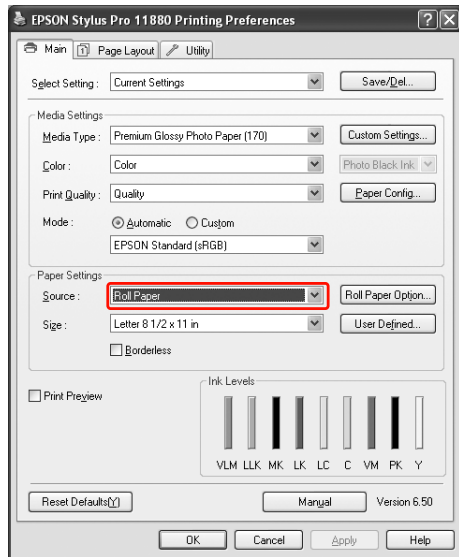 EPSON Stylus Pro 11880 Printing Preferences
Main Page Layout Utility
Select Setting : Current Settings Save/Del...
Media Settings
Media Type : Premium Glossy Photo Paper (170) Custom Settings...
Color : Color Photo Black Ink
Print Quality : Quality Paper Config...
Mode : Automatic Custom
EPSON Standard (sRGB)
Paper Settings
Source : Roll Paper Roll Paper Option...
Size : Letter 8 1/2 x 11 in User Defined...
Borderless
Print Preview
Ink Levels
VLM LLK MK LK LC C VM PK Y
Reset Defaults(Y) Manual Version 6.50
OK Cancel Apply Help